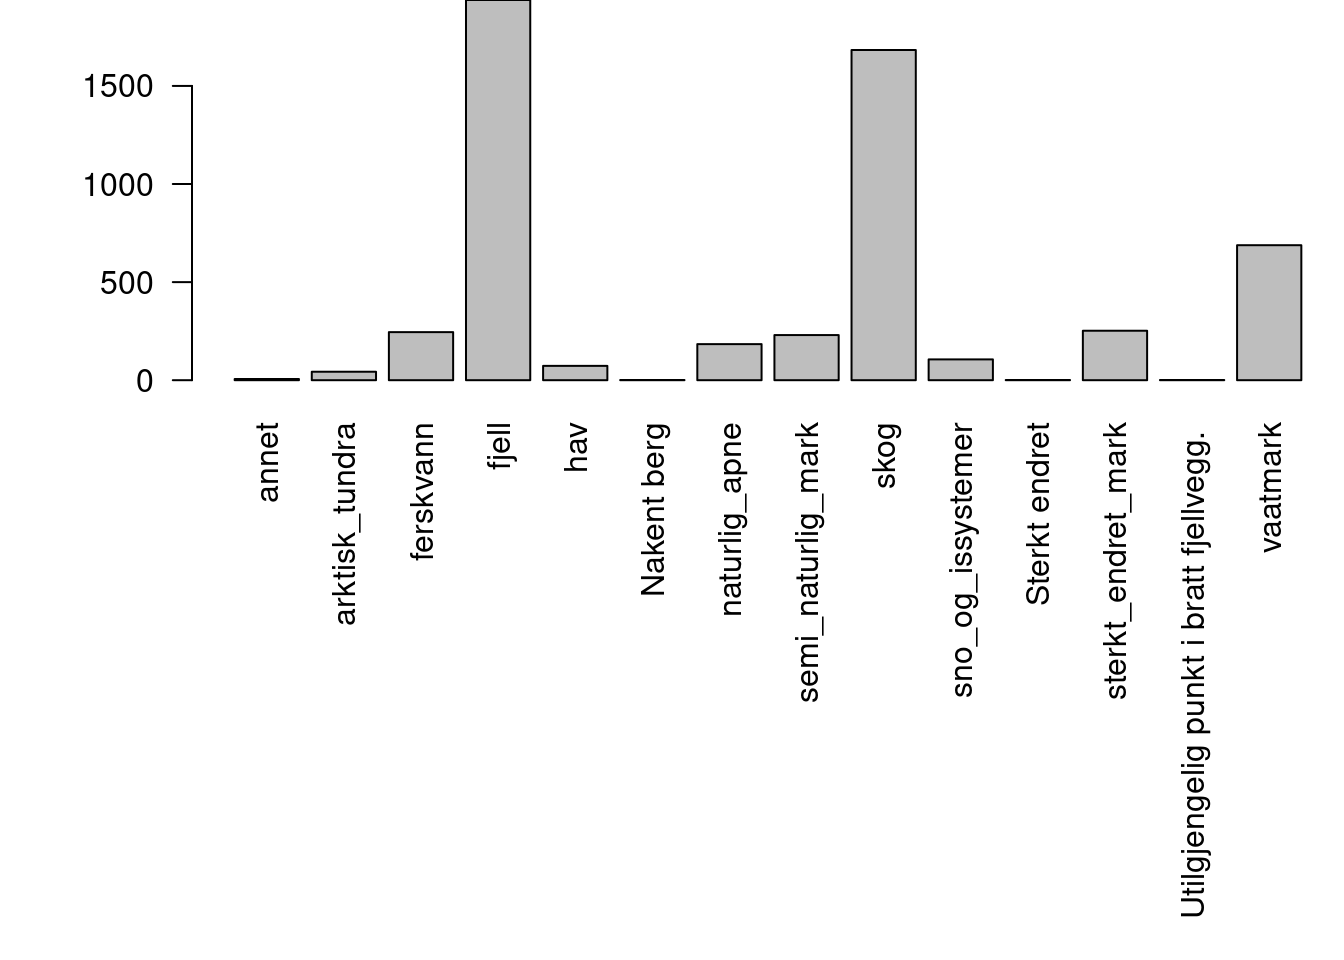 1500
1000
500
0
annet
arktisk_tundra
ferskvann
fjell
hav
Nakent berg
naturlig_apne
semi_naturlig_mark
skog
sno_og_issystemer
Sterkt endret
sterkt_endret_mark
Utilgjengelig punkt i bratt fjellvegg.
vaatmark